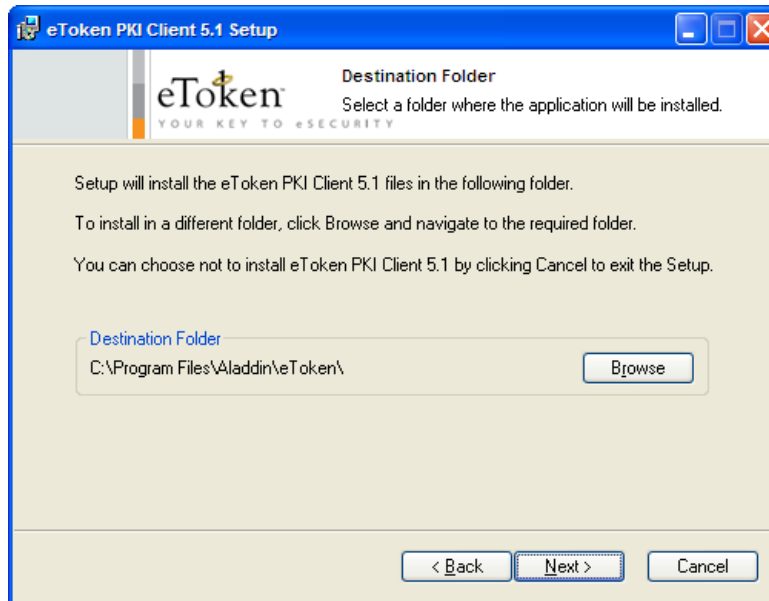 eToken PKI Client 5.1 Setup
eToken
YOUR KEY TO eSECURITY
Destination Folder
Select a folder where the application will be installed.
Setup will install the eToken PKI Client 5.1 files in the following folder.
To install in a different folder, click Browse and navigate to the required folder.
You can choose not to install eToken PKI Client 5.1 by clicking Cancel to exit the Setup.
Destination Folder
C:\Program Files\Aladdin\eToken\
Browse
< Back
Next >
Cancel